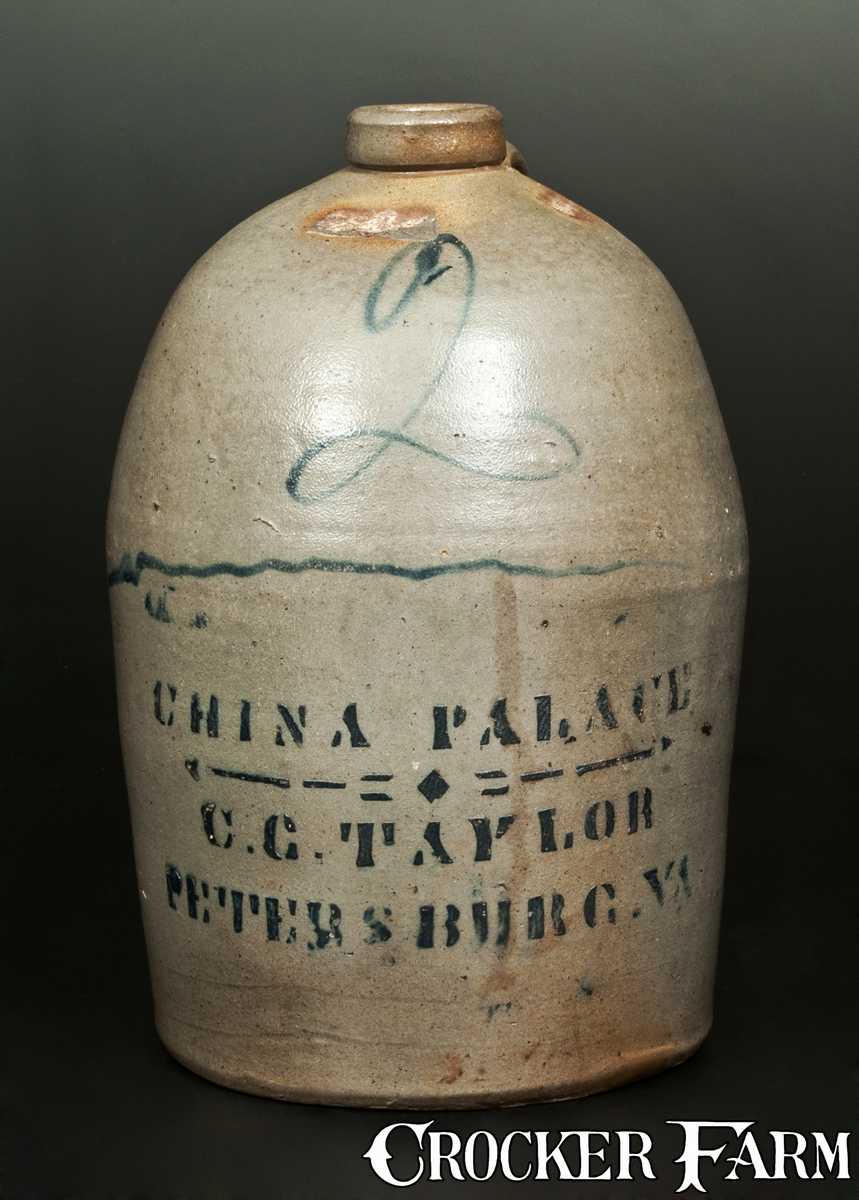 2
CHINA PALACE
C.G. TAYLOR
PETERSBURG.VA
CROCKER FARM